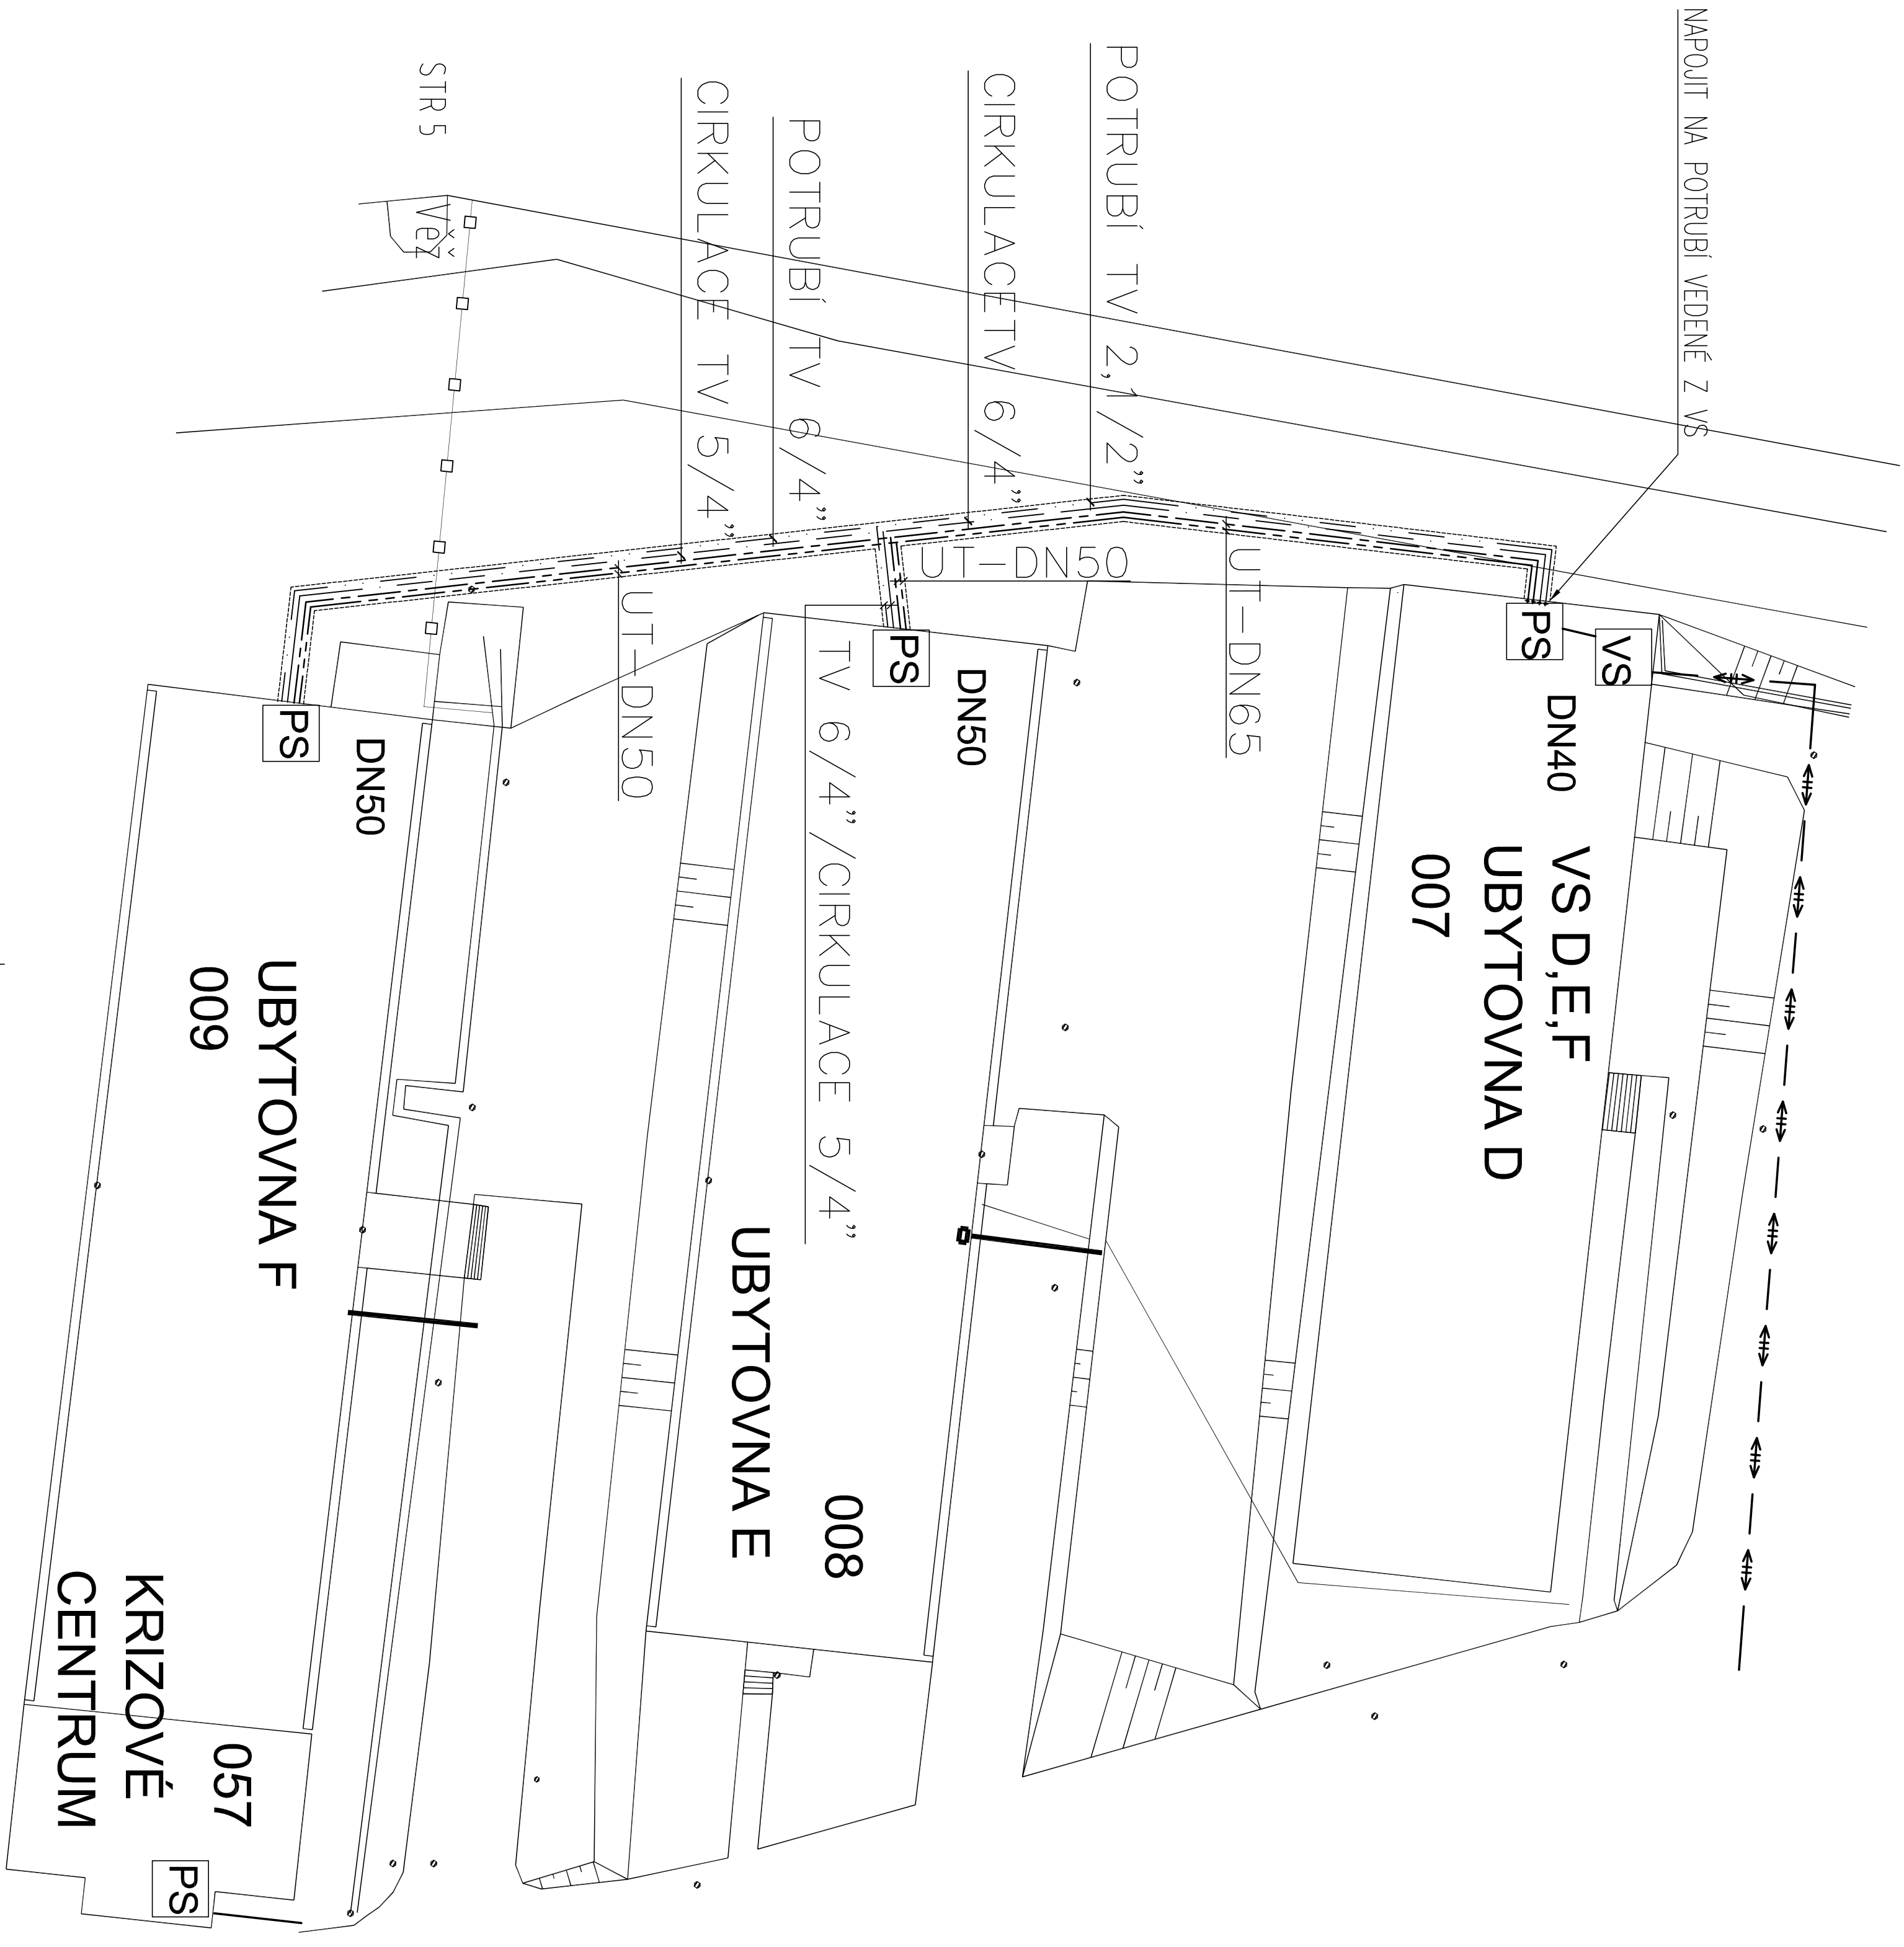 NAPOJIT NA POTRUBÍ VEDENÉ Z VS
POTRUBÍ TV 2,1/2”
CIRKULACETV 6/4”
POTRUBÍ TV 6/4”
CIRKULACE TV 5/4”
STR5
Věž
UT-DN50
UT-DN65
UT-DN50
TV 6/4”/CIRKULACE 5/4”
PS
VS
PS
PS
DN40
DN50
DN50
VS D,E,F
UBYTOVNA D
007
UBYTOVNA E
008
UBYTOVNA F
009
057
KRIZOVÉ
CENTRUM
PS